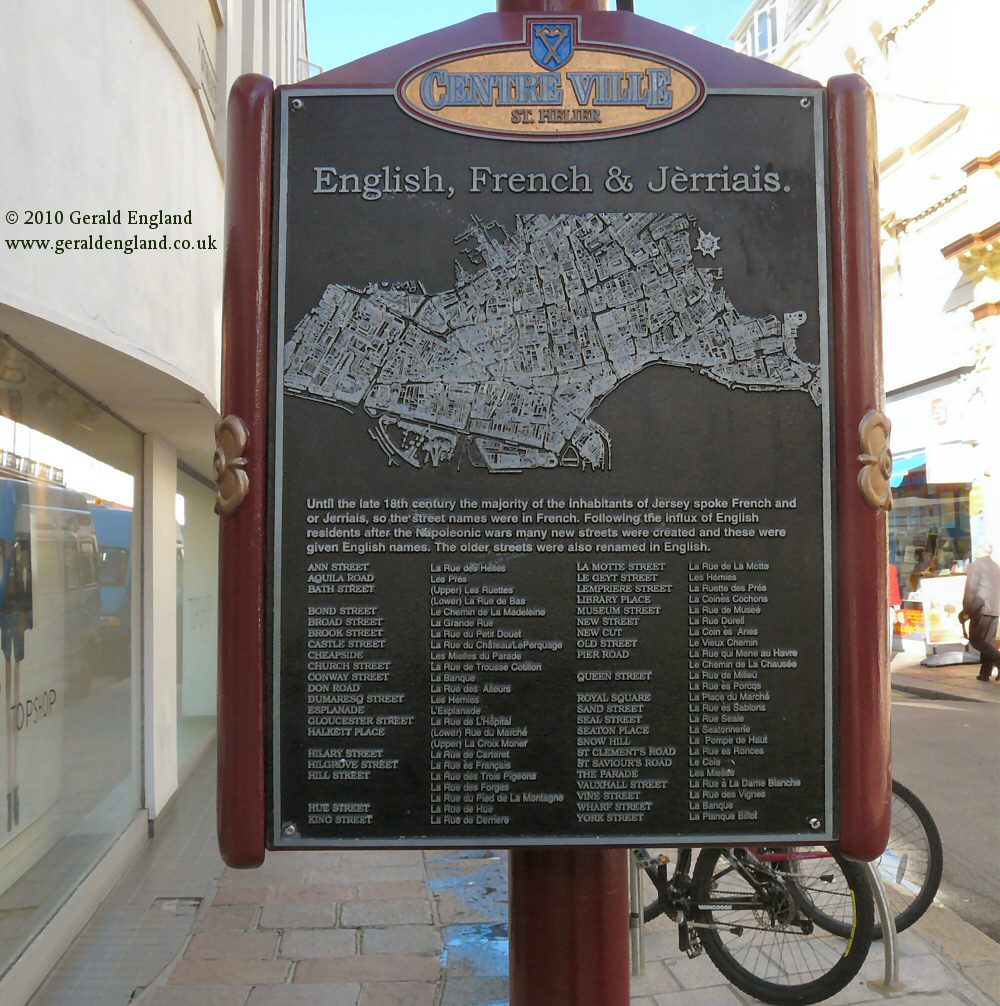 © 2010 Gerald England
www.geraldengland.co.uk
CENTRE VILLE
ST. HELIER
English, French & Jèrriais.
Until the late 18th century the majority of the inhabitants of Jersey spoke French and
or Jerriais, so the street names were in French. Following the influx of English
residents after the Napoleonic wars many new streets were created and these were
given English names. The older streets were also renamed in English.
ANN STREET La Rue des Hêlies
AQUILA ROAD Les Prés
BATH STREET (Upper) Les Ruettes
(Lower) La Rue de Bas
BOND STREET Le Chemin de La Madeleine
BROAD STREET La Grande Rue
BROOK STREET La Rue du Petit Douet
CASTLE STREET La Rue du Château/LePerquage
CHEAPSIDE Les Mielles du Parade
CHURCH STREET La Rue de Trousse Cotillon
CONWAY STREET La Banque
DON ROAD La Rue des Ailleurs
DUMARESQ STREET Les Hémies
ESPLANADE L'Esplanade
GLOUCESTER STREET La Rue de L'Hôpital
HALKETT PLACE (Lower) Rue du Marché
(Upper) La Croix Morier
HILARY STREET La Rue de Carteret
HILGROVE STREET La Rue ès Français
HILL STREET La Rue des Trois Pigeons
La Rue des Forges
La Rue du Pied de La Montagne
HUE STREET La Rue de Hue
KING STREET La Rue de Derrière
LA MOTTE STREET La Rue de La Motte
LE GEYT STREET Les Hémies
LEMPRIERE STREET La Ruette des Prés
LIBRARY PLACE La Coinès Cochons
MUSEUM STREET La Rue de Museé
NEW STREET La Rue Durell
NEW CUT La Coin ès Anes
OLD STREET Le Vieux Chemin
PIER ROAD La Rue qui Mene au Havre
Le Chemin de La Chausée
QUEEN STREET La Rue de Milieu
La Rue ès Porcqs
ROYAL SQUARE La Place du Marché
SAND STREET La Rue ès Sablons
SEAL STREET La Rue Seale
SEATON PLACE La Seatonnerie
SNOW HILL La Pompe de Haut
ST CLEMENT'S ROAD La Rue es Ronces
ST SAVIOUR'S ROAD Le Coie
THE PARADE Les Mielles
VAUXHALL STREET La Rue à La Dame Blanche
VINE STREET La Rue des Vignes
WHARF STREET La Banque
YORK STREET La Planque Billot
TOPSHOP
MONGOOSE